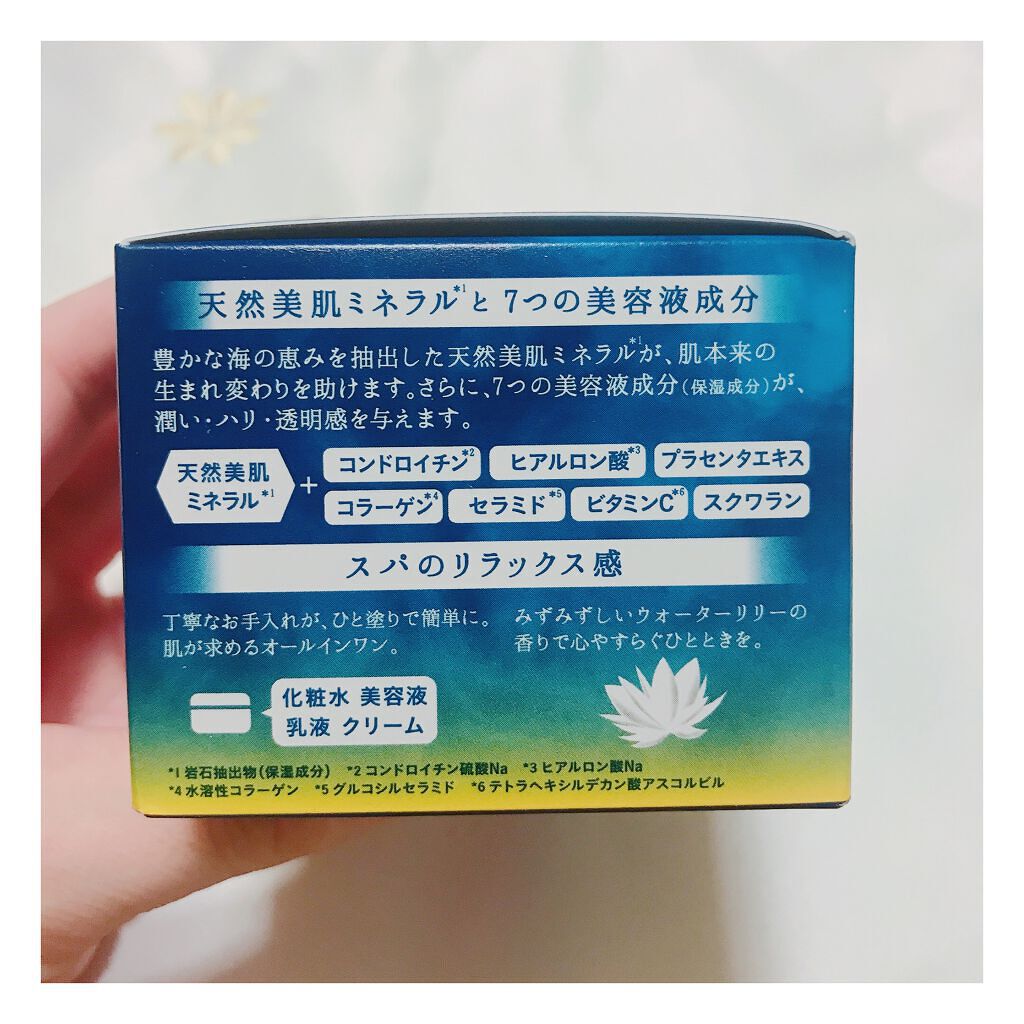 天然美肌ミネラル*1と 7つの美容液成分
豊かな海の恵みを抽出した天然美肌ミネラル*1が、肌本来の
生まれ変わりを助けます。さらに、7つの美容液成分(保湿成分)が、
潤い・ハリ・透明感を与えます。
天然美肌
ミネラル*1
+
コンドロイチン*2 ヒアルロン酸*3 プラセンタエキス
コラーゲン*4 セラミド*5 ビタミンC*6 スクワラン
スパのリラックス感
丁寧なお手入れが、ひと塗りで簡単に。
肌が求めるオールインワン。
みずみずしいウォーターリリーの
香りで心やすらぐひとときを。
化粧水 美容液
乳液 クリーム
*1 岩石抽出物(保湿成分) *2 コンドロイチン硫酸Na *3 ヒアルロン酸Na
*4 水溶性コラーゲン *5 グルコシルセラミド *6 テトラヘキシルデカン酸アスコルビル